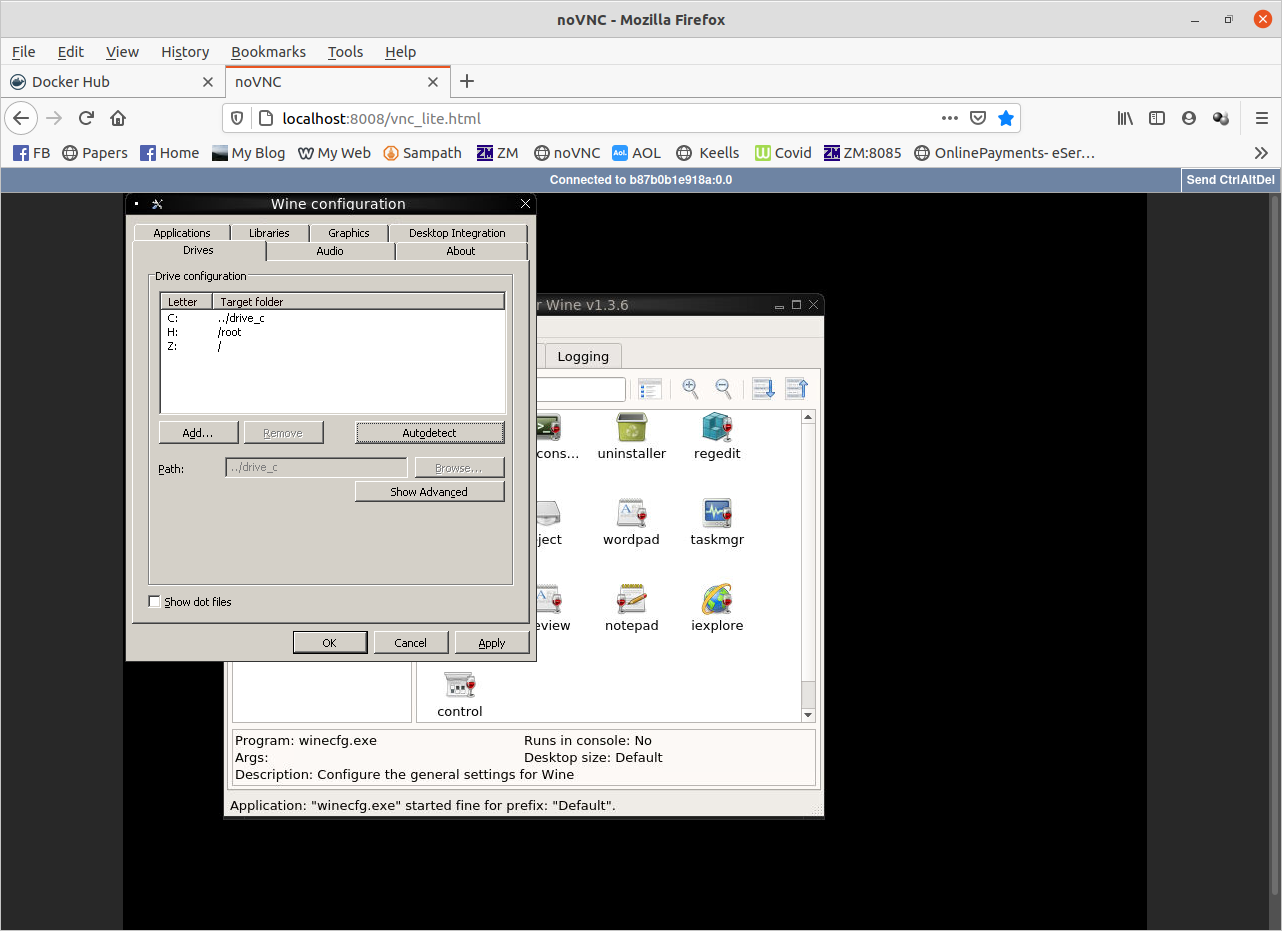 noVNC - Mozilla Firefox
File Edit View History Bookmarks Tools Help
Docker Hub noVNC
localhost:8008/vnc_lite.html
FB Papers Home My Blog My Web Sampath ZM noVNC AOL Keells Covid ZM:8085 OnlinePayments- eSer…
Connected to b87b0b1e918a:0.0 Send CtrlAltDel
Wine configuration
Applications Libraries Graphics Desktop Integration
Drives Audio About
Drive configuration
Letter Target folder
C: ../drive_c
H: /root
Z: /
Add... Remove Autodetect
Path: ../drive_c Browse...
Show Advanced
Show dot files
OK Cancel Apply
r Wine v1.3.6
Logging
cons... uninstaller regedit
ject wordpad taskmgr
eview notepad iexplore
control
Program: winecfg.exe Runs in console: No
Args: Desktop size: Default
Description: Configure the general settings for Wine
Application: "winecfg.exe" started fine for prefix: "Default".